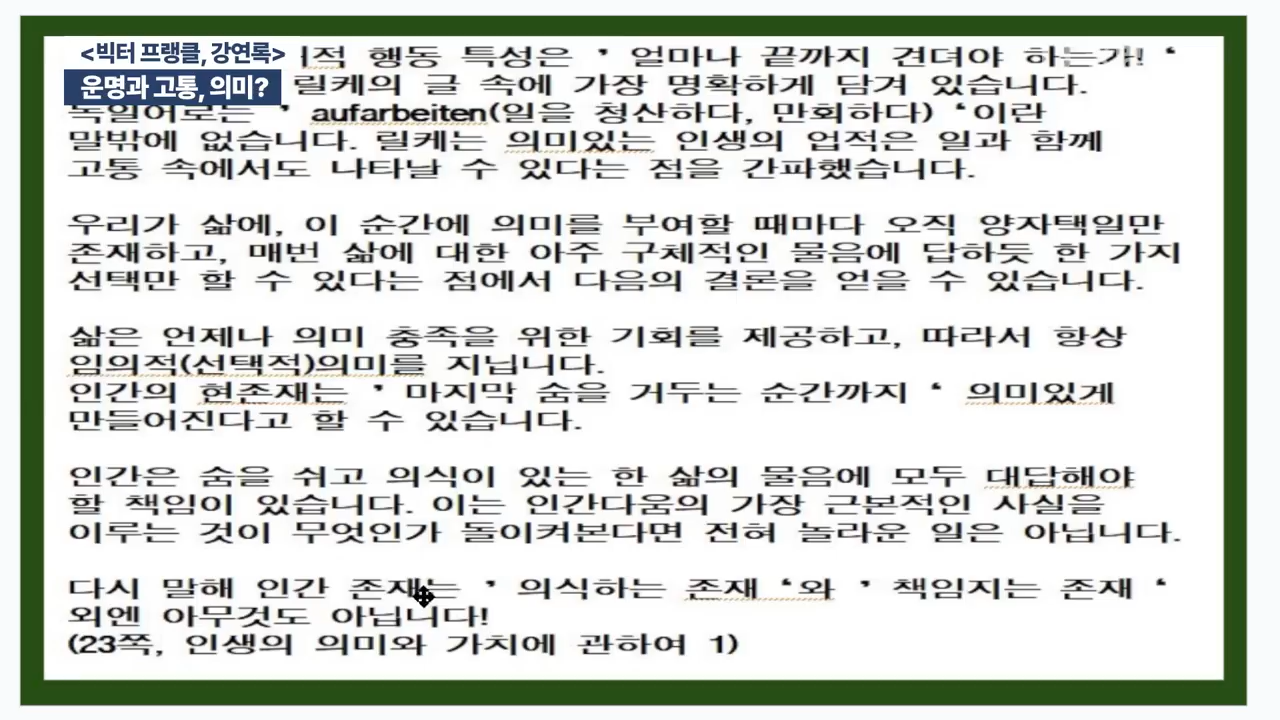 <빅터 프랭클, 강연록>
운명과 고통, 의미?
행동 특성은 ’ 얼마나 끝까지 견뎌야 하는가! ‘
릴케의 글 속에 가장 명확하게 담겨 있습니다.
독일어로는 ’ aufarbeiten(일을 청산하다, 만회하다) ‘ 이란
말밖에 없습니다. 릴케는 의미있는 인생의 업적은 일과 함께
고통 속에서도 나타날 수 있다는 점을 간파했습니다.
우리가 삶에, 이 순간에 의미를 부여할 때마다 오직 양자택일만
존재하고, 매번 삶에 대한 아주 구체적인 물음에 답하듯 한 가지
선택만 할 수 있다는 점에서 다음의 결론을 얻을 수 있습니다.
삶은 언제나 의미 충족을 위한 기회를 제공하고, 따라서 항상
임의적(선택적)의미를 지닙니다.
인간의 현존재는 ’ 마지막 숨을 거두는 순간까지 ‘ 의미있게
만들어진다고 할 수 있습니다.
인간은 숨을 쉬고 의식이 있는 한 삶의 물음에 모두 대답해야
할 책임이 있습니다. 이는 인간다움의 가장 근본적인 사실을
이루는 것이 무엇인가 돌이켜본다면 전혀 놀라운 일은 아닙니다.
다시 말해 인간 존재는 ’ 의식하는 존재 ‘ 와 ’ 책임지는 존재 ‘
외엔 아무것도 아닙니다!
(23쪽, 인생의 의미와 가치에 관하여 1)